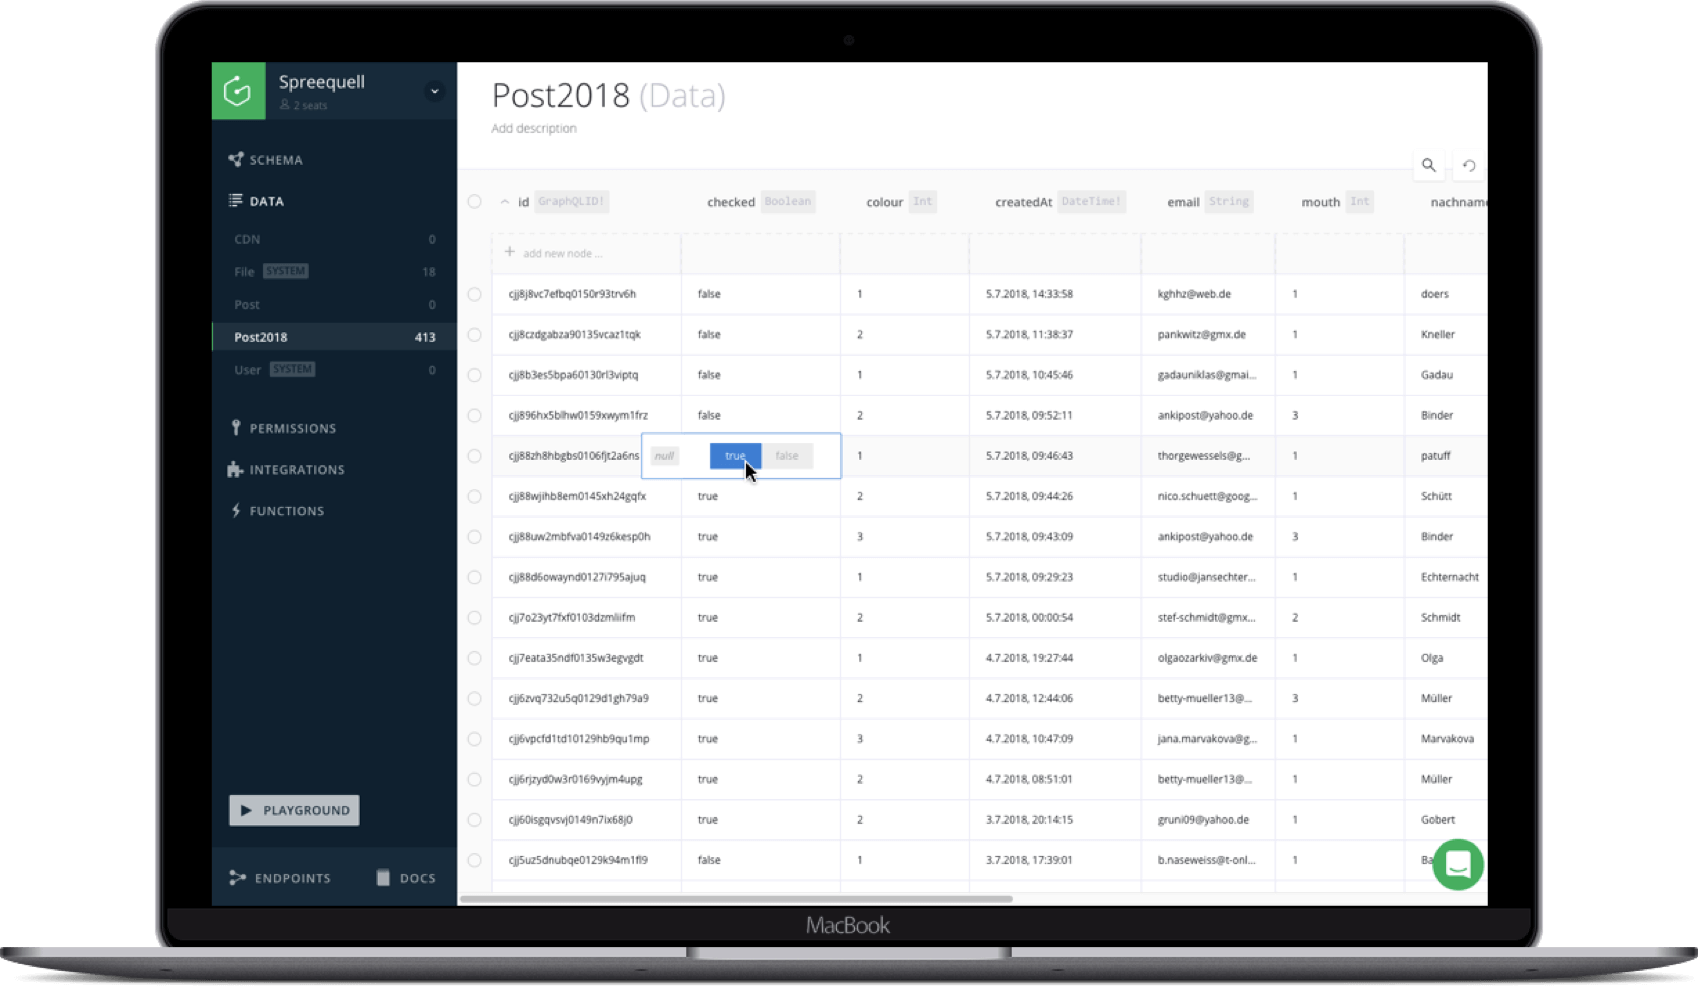 Spreequell
2 seats
SCHEMA
DATA
CDN 0
File SYSTEM 18
Post 0
Post2018 413
User SYSTEM 0
PERMISSIONS
INTEGRATIONS
FUNCTIONS
PLAYGROUND
ENDPOINTS DOCS
Post2018 (Data)
Add description
id GraphQLID! checked Boolean colour Int createdAt DateTime! email String mouth Int nachname
+ add new node ...
cjj8j8vc7efbq0150r93trv6h false 1 5.7.2018, 14:33:58 kghhz@web.de 1 doers
cjj8czdgabza90135vcaz1tqk false 2 5.7.2018, 11:38:37 pankwitz@gmx.de 1 Kneller
cjj8b3es5bpa60130rl3viptq false 1 5.7.2018, 10:45:46 gadauniklas@gmai... 1 Gadau
cjj896hx5blhw0159xwym1frz false 2 5.7.2018, 09:52:11 ankipost@yahoo.de 3 Binder
cjj88zh8hbgbs0106fjt2a6ns null true false 1 5.7.2018, 09:46:43 thorgewessels@g... 1 patuff
cjj88wjihb8em0145xh24gqfx true 2 5.7.2018, 09:44:26 nico.schuett@goog... 1 Schütt
cjj88uw2mbfva0149z6kesp0h true 3 5.7.2018, 09:43:09 ankipost@yahoo.de 3 Binder
cjj88d6owaynd0127i795ajuq true 1 5.7.2018, 09:29:23 studio@jansechter... 1 Echternacht
cjj7o23yt7fxf0103dzmliifm true 2 5.7.2018, 00:00:54 stef-schmidt@gmx... 2 Schmidt
cjj7eata35ndf0135w3egvgdt true 1 4.7.2018, 19:27:44 olgaozarkiv@gmx.de 1 Olga
cjj6zvq732u5q0129d1gh79a9 true 2 4.7.2018, 12:44:06 betty-mueller13@... 3 Müller
cjj6vpcfd1td10129hb9qu1mp true 3 4.7.2018, 10:47:09 jana.marvakova@g... 1 Marvakova
cjj6rjzyd0w3r0169vyjm4upg true 2 4.7.2018, 08:51:01 betty-mueller13@... 1 Müller
cjj60isgqvsvj0149n7ix68j0 true 2 3.7.2018, 20:14:15 gruni09@yahoo.de 1 Gobert
cjj5uz5dnubqe0129k94m1fl9 false 1 3.7.2018, 17:39:01 b.naseweiss@t-onl... 1
MacBook